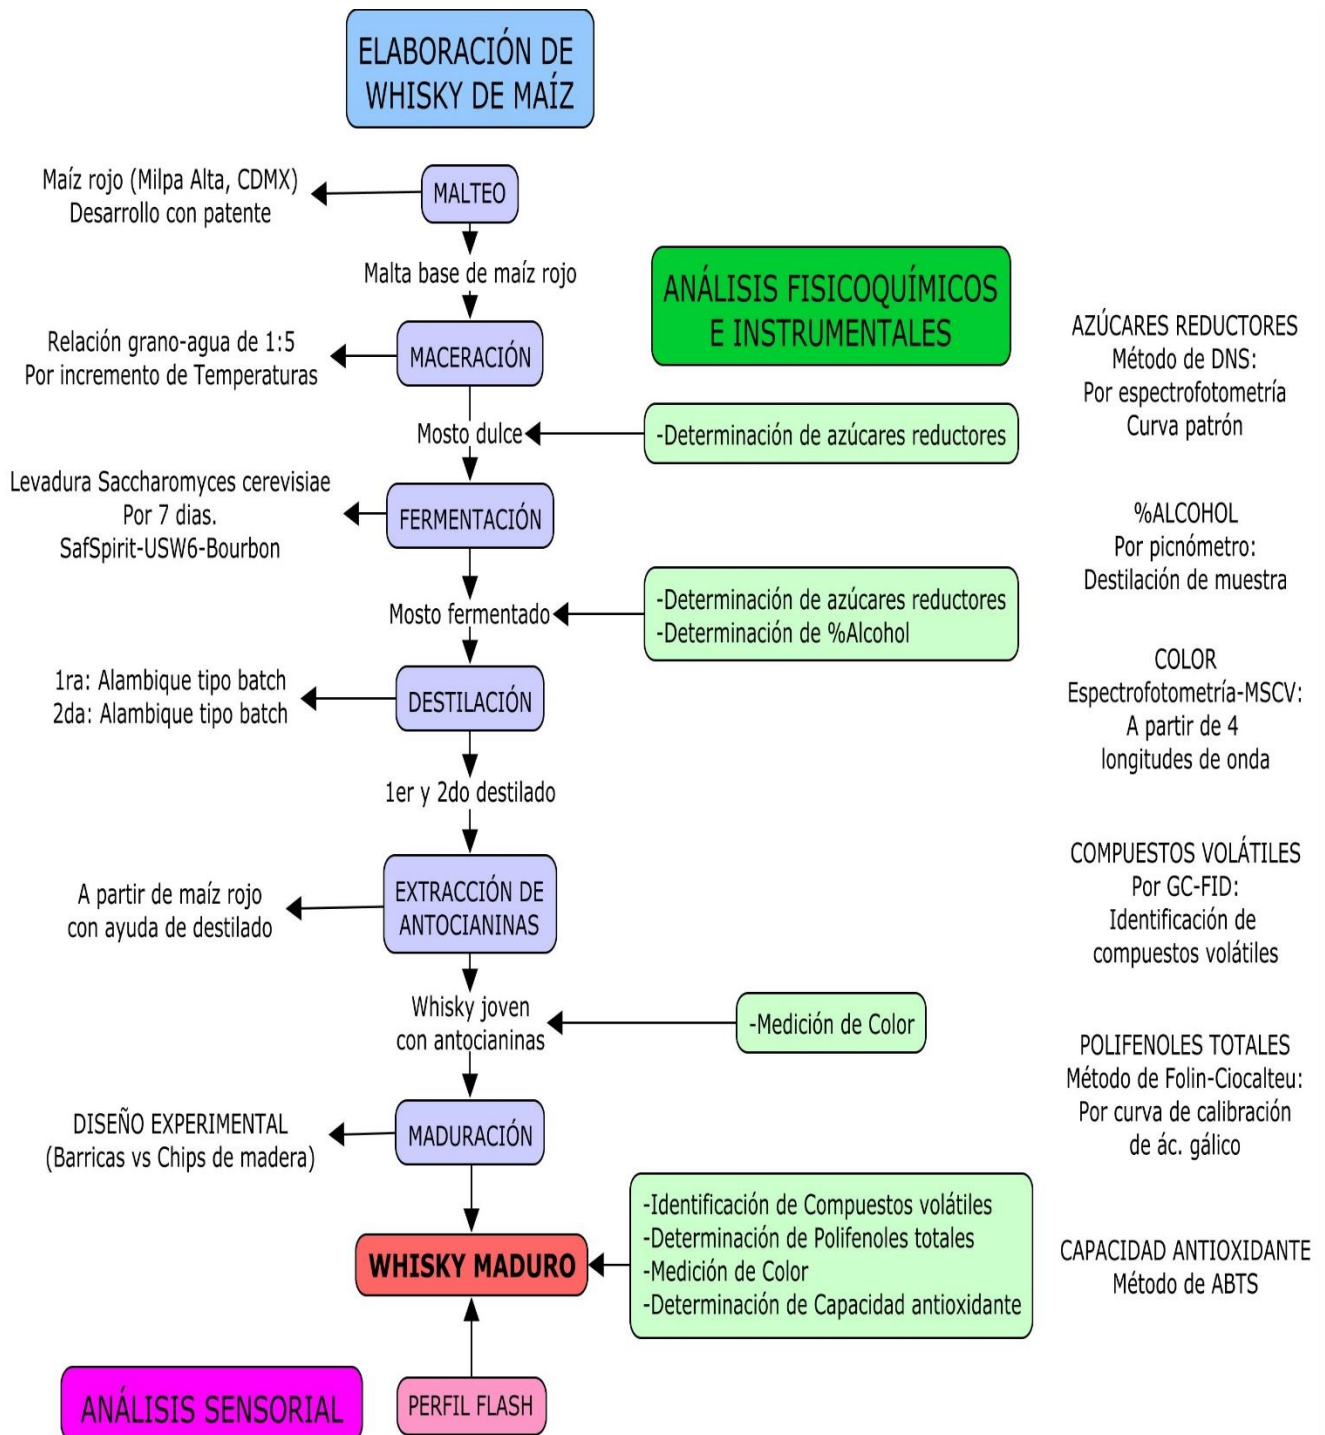 ELABORACIÓN DE
WHISKY DE MAÍZ
Maíz rojo (Milpa Alta, CDMX)
Desarrollo con patente
MALTEO
Malta base de maíz rojo
ANÁLISIS FISICOQUÍMICOS
E INSTRUMENTALES
Relación grano-agua de 1:5
Por incremento de Temperaturas
MACERACIÓN
AZÚCARES REDUCTORES
Método de DNS:
Por espectrofotometría
Curva patrón
Mosto dulce
-Determinación de azúcares reductores
Levadura Saccharomyces cerevisiae
Por 7 dias.
SafSpirit-USW6-Bourbon
FERMENTACIÓN
%ALCOHOL
Por picnómetro:
Destilación de muestra
Mosto fermentado
-Determinación de azúcares reductores
-Determinación de %Alcohol
1ra: Alambique tipo batch
2da: Alambique tipo batch
DESTILACIÓN
COLOR
Espectrofotometría-MSCV:
A partir de 4
longitudes de onda
1er y 2do destilado
A partir de maíz rojo
con ayuda de destilado
EXTRACCIÓN DE
ANTOCIANINAS
COMPUESTOS VOLÁTILES
Por GC-FID:
Identificación de
compuestos volátiles
Whisky joven
con antocianinas
-Medición de Color
POLIFENOLES TOTALES
Método de Folin-Ciocalteu:
Por curva de calibración
de ác. gálico
DISEÑO EXPERIMENTAL
(Barricas vs Chips de madera)
MADURACIÓN
WHISKY MADURO
-Identificación de Compuestos volátiles
-Determinación de Polifenoles totales
-Medición de Color
-Determinación de Capacidad antioxidante
CAPACIDAD ANTIOXIDANTE
Método de ABTS
ANÁLISIS SENSORIAL
PERFIL FLASH